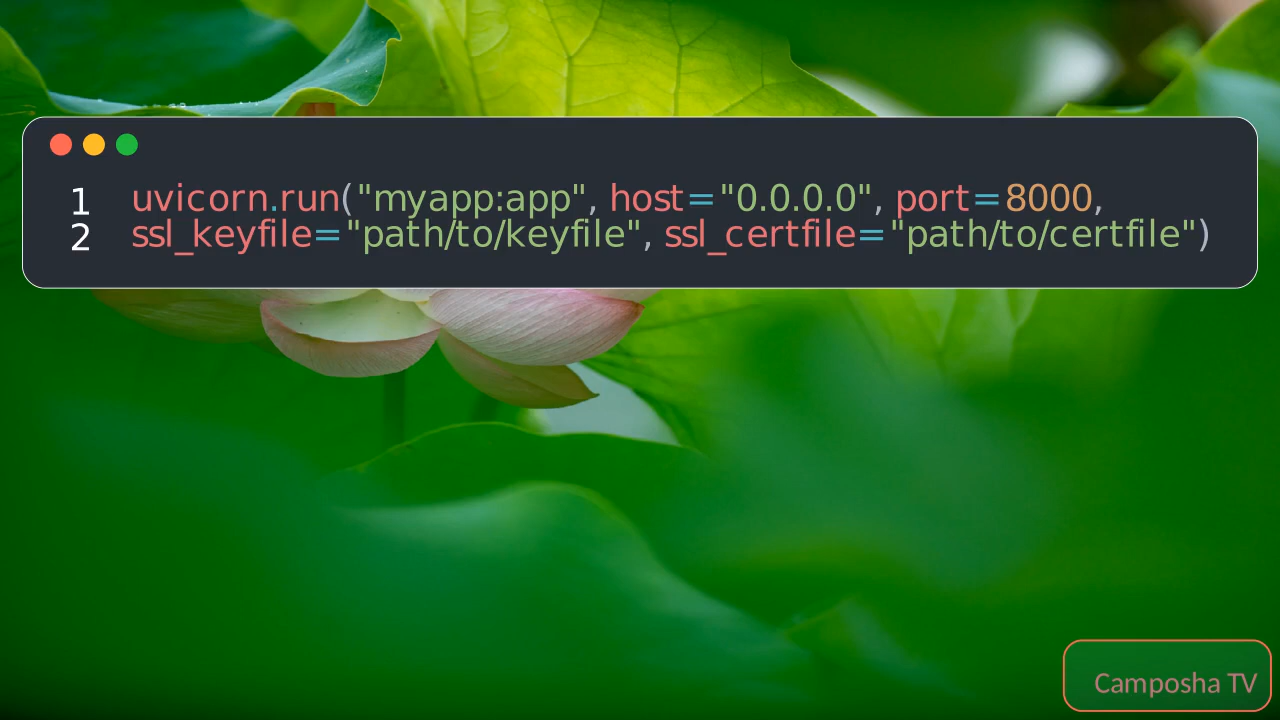 1 uvicorn.run("myapp:app", host="0.0.0.0", port=8000,
2 ssl_keyfile="path/to/keyfile", ssl_certfile="path/to/certfile")
Camposha TV